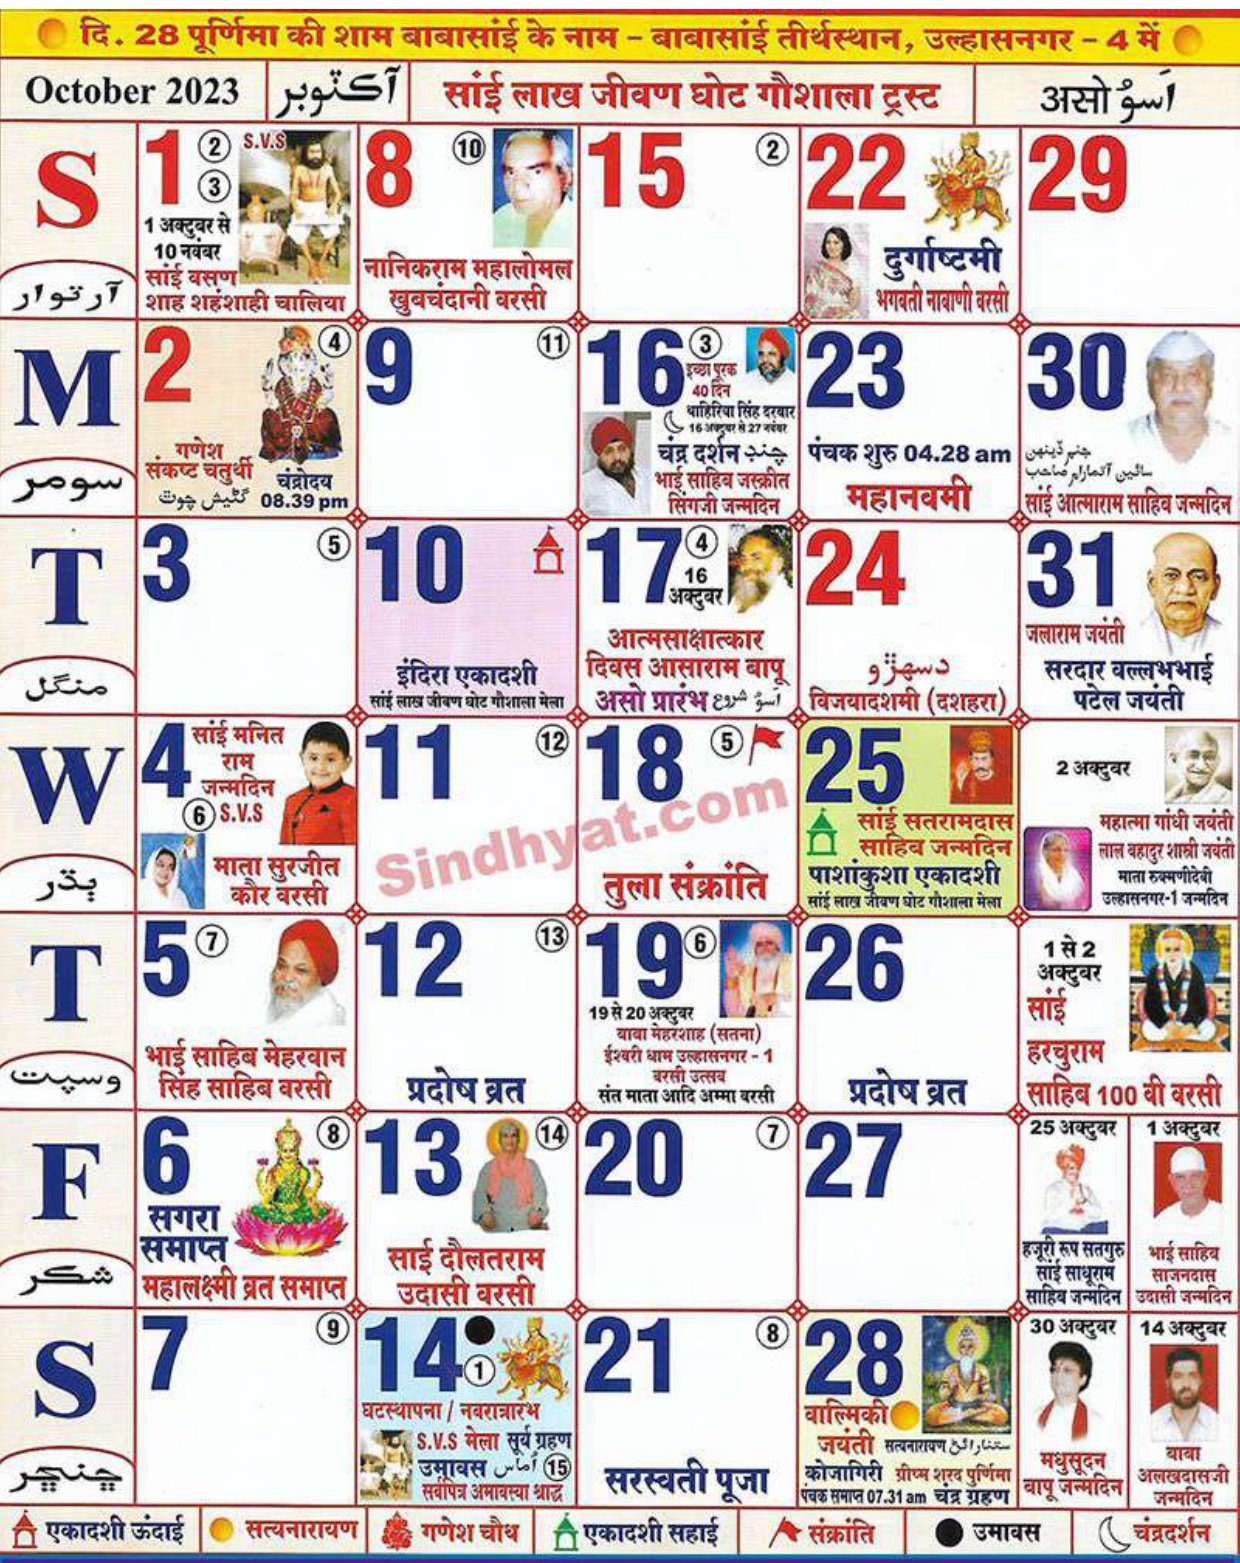 दि. 28 पूर्णिमा की शाम बाबासांई के नाम - बाबासांई तीर्थस्थान, उल्हासनगर - 4 में
October 2023
آڪٽوبر
सांई लाख जीवण घोट गौशाला ट्रस्ट
असो اَسوُ
S
آرتوار
1 2 3 S.V.S
1 अक्टुबर से
10 नवंबर
सांई वसण
शाह शहंशाही चालिया
8 10
नानिकराम महालोमल
खुबचंदानी वरसी
15 2
22
दुर्गाष्टमी
भगवती नावाणी वरसी
29
M
سومر
2 4
गणेश
संकष्ट चतुर्थी
گڻيش چوٿ
चंद्रोदय
08.39 pm
9 11
16 3
इच्छा पूरक
40 दिन
थाहिरिया सिंह दरबार
16 अक्टुबर से 27 नवंबर
चंद्र दर्शन چنڊ
भाई साहिब जस्क्रीत
सिंगजी जन्मदिन
23
पंचक शुरु 04.28 am
महानवमी
30
جنم ڏينهن
سائين آتمارام صاحب
सांई आत्माराम साहिब जन्मदिन
T
منگل
3 5
10
इंदिरा एकादशी
सांई लाख जीवण घोट गौशाला मेला
17 4
16
अक्टुबर
आत्मसाक्षात्कार
दिवस आसाराम बापू
असो प्रारंभ اَسوُ شروع
24
دسهڙو
विजयादशमी (दशहरा)
31
जलाराम जयंती
सरदार वल्लभभाई
पटेल जयंती
W
ٻڌر
4
सांई मनित
राम
जन्मदिन
6 S.V.S
माता सुरजीत
कौर वरसी
11 12
18 5
तुला संक्रांति
25
सांई सतरामदास
साहिब जन्मदिन
पाशांकुशा एकादशी
सांई लाख जीवण घोट गौशाला मेला
2 अक्टुबर
महात्मा गांधी जयंती
लाल बहादुर शास्री जयंती
माता रुक्मणीदेवी
उल्हासनगर-1 जन्मदिन
Sindhyat.com
T
وسپت
5 7
भाई साहिब मेहरबान
सिंह साहिब वरसी
12 13
प्रदोष व्रत
19 6
19 से 20 अक्टुबर
बाबा मेहरशाह (सतना)
ईश्वरी धाम उल्हासनगर - 1
वरसी उत्सव
संत माता आदि अम्मा वरसी
26
प्रदोष व्रत
1 से 2
अक्टुबर
सांई
हरचुराम
साहिब 100 वी वरसी
F
شڪر
6 8
सगरा
समाप्त
महालक्ष्मी व्रत समाप्त
13 14
साई दौलतराम
उदासी वरसी
20 7
27
25 अक्टुबर
हजूरी रूप सतगुरु
सांई साधूराम
साहिब जन्मदिन
1 अक्टुबर
भाई साहिब
साजनदास
उदासी जन्मदिन
S
ڇنڇر
7 9
14 1
घटस्थापना / नवरात्रारंभ
S.V.S मेला सूर्य ग्रहण
उमावस اُماس 15
सर्वपित्र अमावस्या श्राद्ध
21 8
सरस्वती पूजा
28
वाल्मिकी
जयंती सत्यनारायण ستنارائڻ
कोजागिरी ग्रीष्म शरद पुर्णिमा
पंचक समाप्त 07.31 am चंद्र ग्रहण
30 अक्टुबर
मधुसूदन
बापू जन्मदिन
14 अक्टुबर
बाबा
अलखदासजी
जन्मदिन
एकादशी ऊंदाई
सत्यनारायण
गणेश चौथ
एकादशी सहाई
संक्रांति
उमावस
चंद्रदर्शन